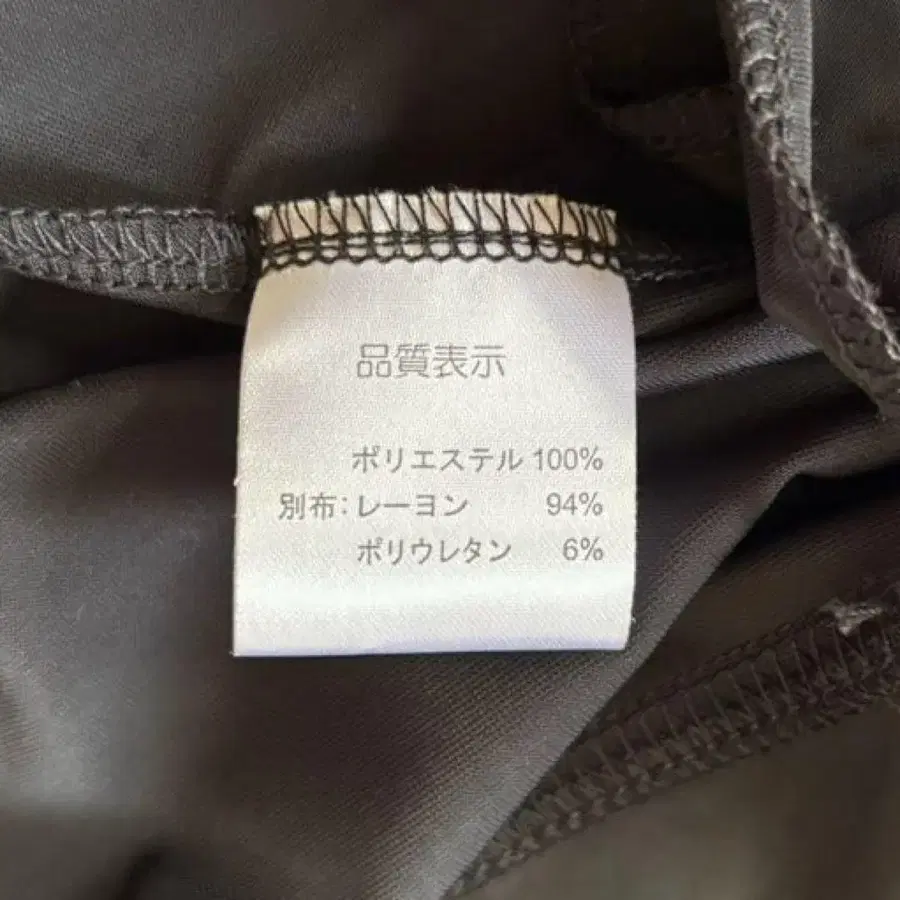 品質表示
ポリエステル 100%
別布：レーヨン 94%
ポリウレタン 6%